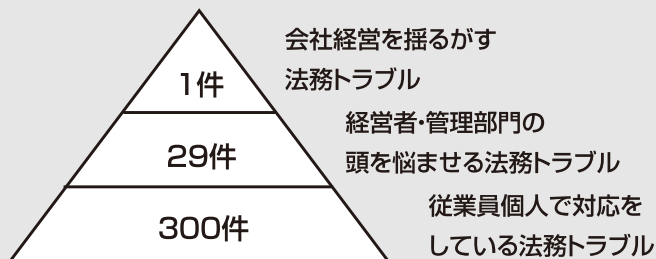 会社経営を揺るがす
法務トラブル
1件
経営者・管理部門の
頭を悩ませる法務トラブル
29件
従業員個人で対応を
している法務トラブル
300件